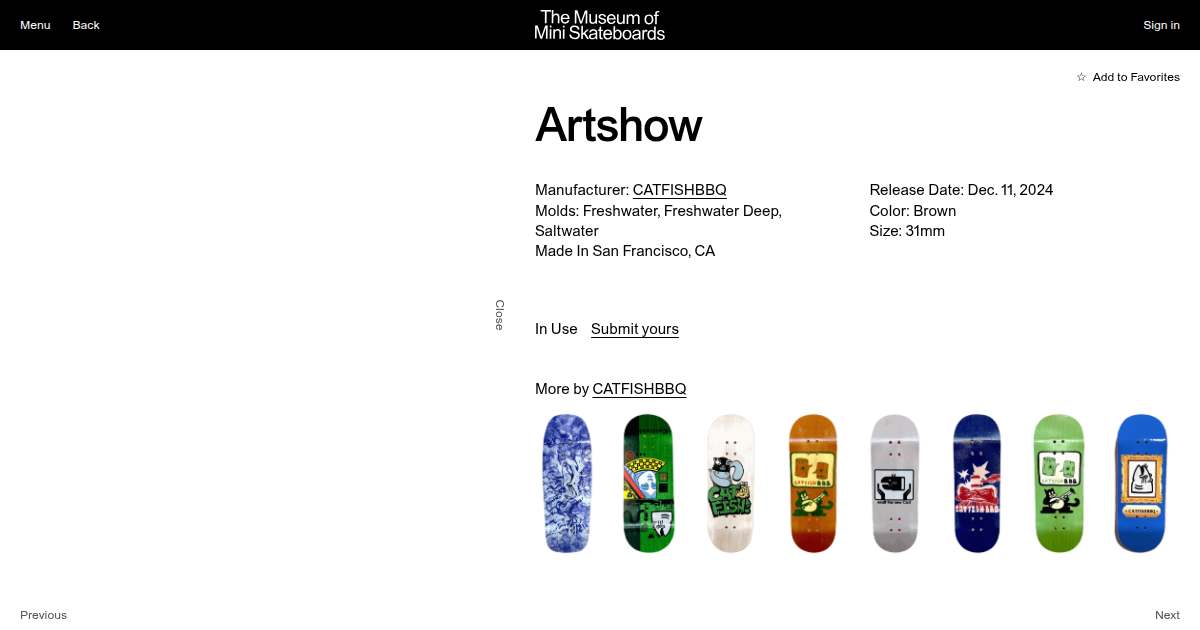 Menu
Back
The Museum of
Mini Skateboards
Sign in
☆ Add to Favorites
Artshow
Manufacturer: CATFISHBBQ
Molds: Freshwater, Freshwater Deep,
Saltwater
Made In San Francisco, CA
Release Date: Dec. 11, 2024
Color: Brown
Size: 31mm
Close
In Use Submit yours
More by CATFISHBBQ
Previous
Next